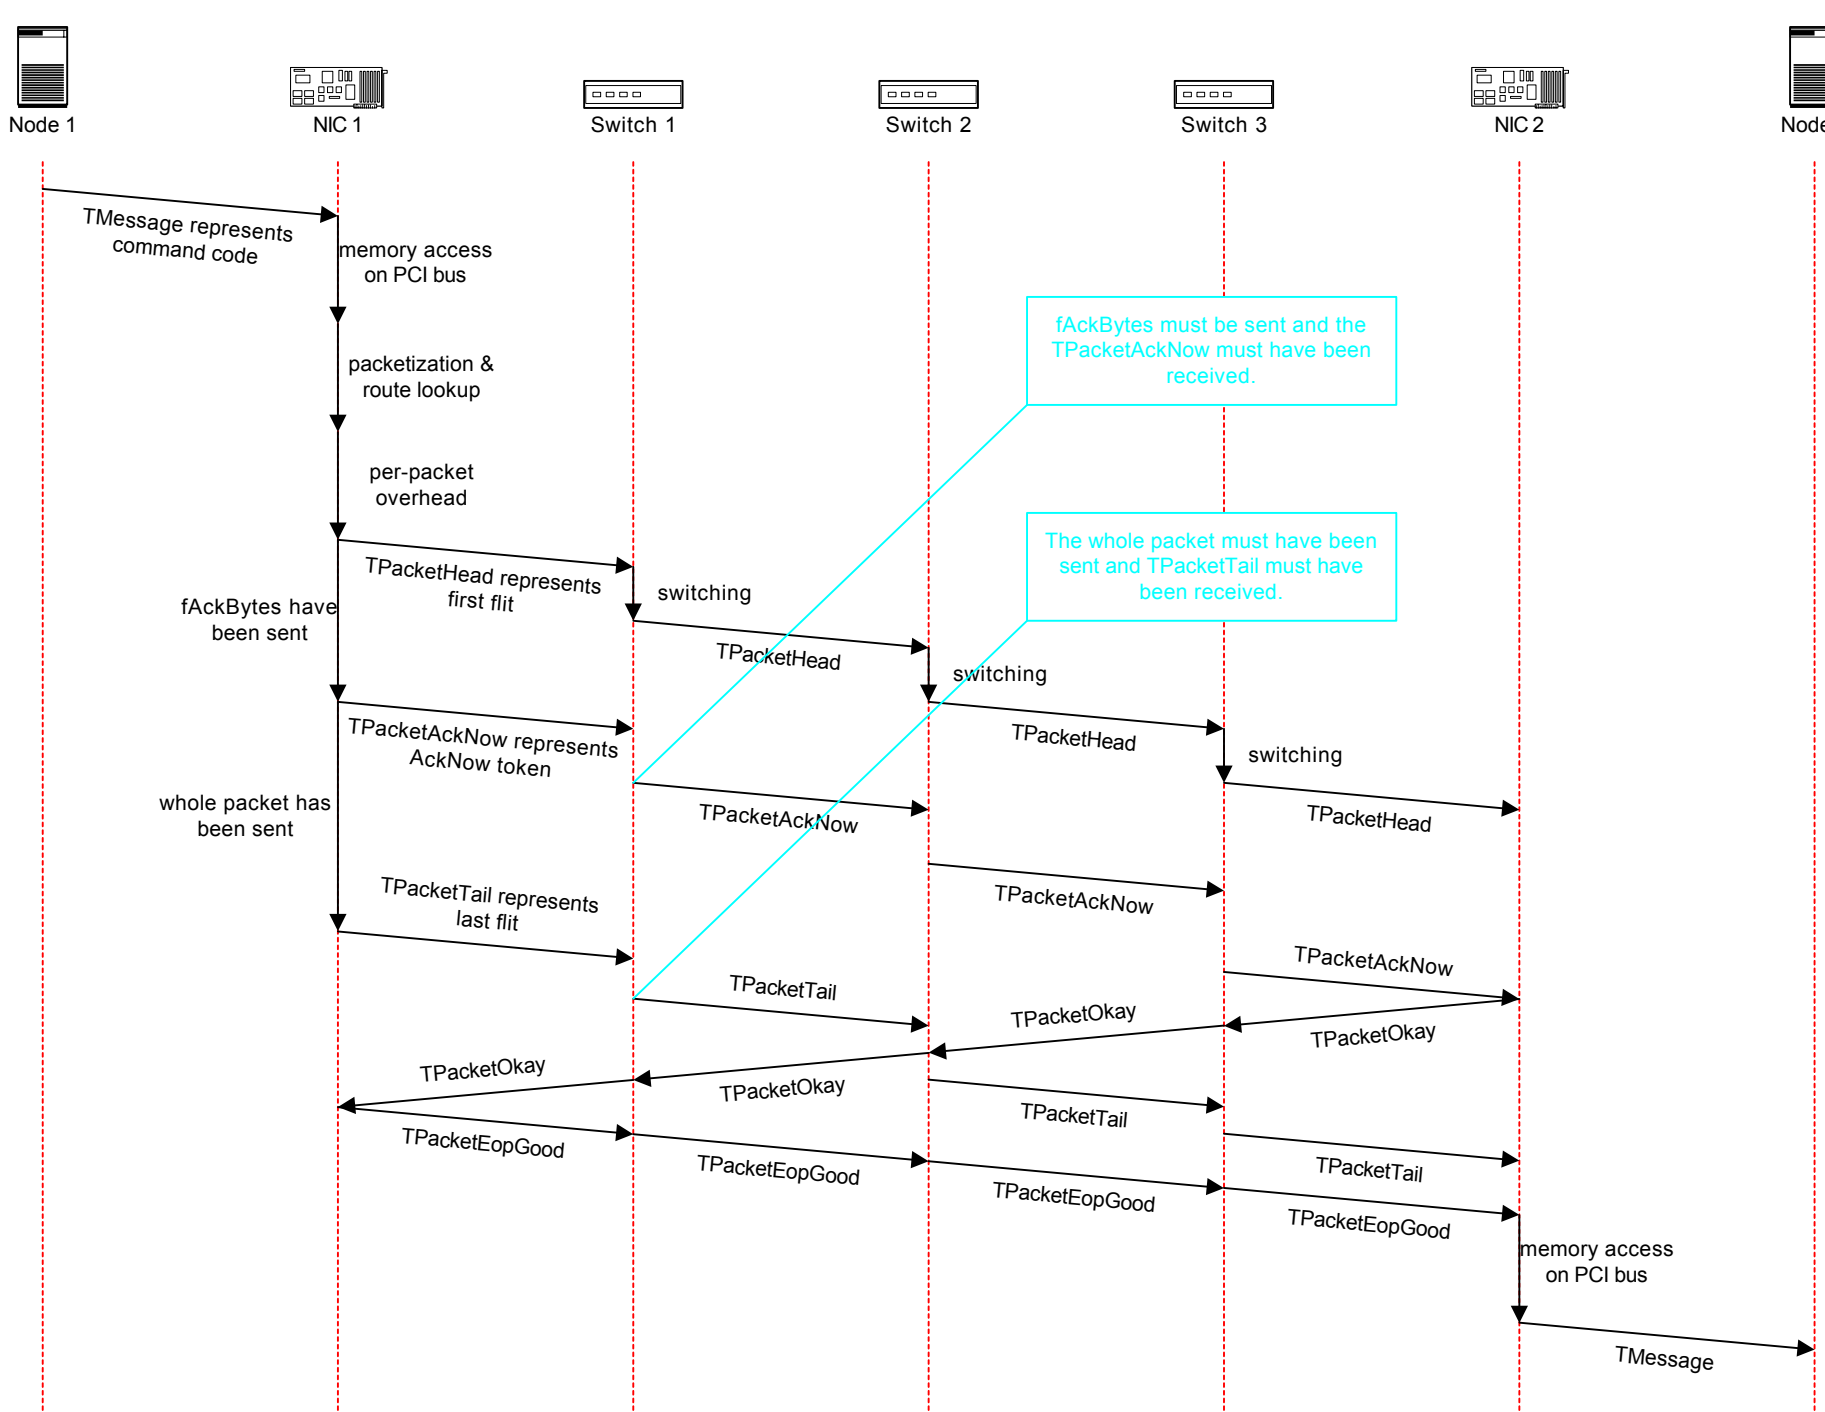 Node 1
NIC 1
Switch 1
Switch 2
Switch 3
NIC 2
Node
TMessage represents
command code
memory access
on PCI bus
fAckBytes must be sent and the
TPacketAckNow must have been
received.
packetization &
route lookup
per-packet
overhead
The whole packet must have been
sent and TPacketTail must have
been received.
TPacketHead represents
first flit
switching
fAckBytes have
been sent
TPacketHead
switching
TPacketAckNow represents
AckNow token
TPacketHead
switching
whole packet has
been sent
TPacketAckNow
TPacketHead
TPacketTail represents
last flit
TPacketAckNow
TPacketAckNow
TPacketTail
TPacketOkay
TPacketOkay
TPacketOkay
TPacketOkay
TPacketTail
TPacketEopGood
TPacketEopGood
TPacketTail
TPacketEopGood
TPacketEopGood
memory access
on PCI bus
TMessage